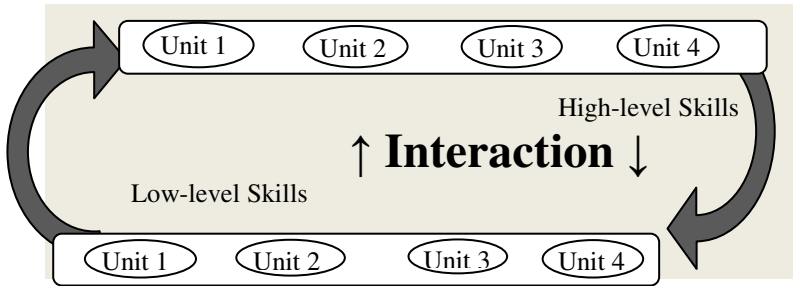 Unit 1 Unit 2 Unit 3 Unit 4
High-level Skills
↑ Interaction ↓
Low-level Skills
Unit 1 Unit 2 Unit 3 Unit 4